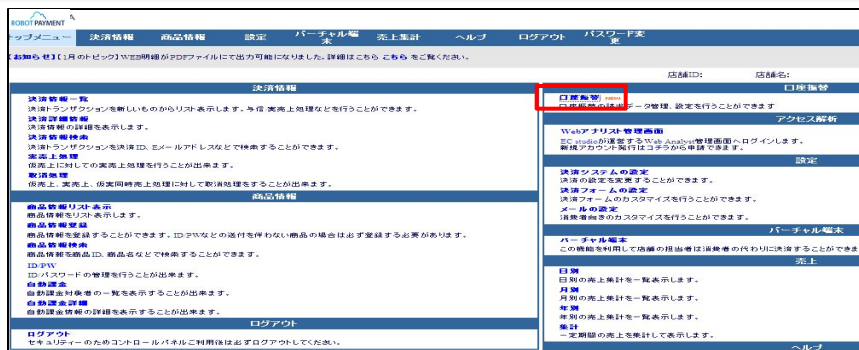 ROBOT PAYMENT
トップメニュー 決済情報 商品情報 設定 バーチャル端末 売上集計 ヘルプ ログアウト パスワード変更
【お知らせ】【1月のトピック】WEB明細がPDFファイルにて出力可能になりました。詳細はこちら こちら をご覧ください。
店舗ID: 店舗名:
決済情報
決済情報一覧
決済トランザクションを新しいものからリスト表示します。与信 実売上処理などを行うことができます。
決済詳細情報
決済情報の詳細を表示します。
決済情報検索
決済トランザクションを決済ID、Eメールアドレスなどで検索することができます。
実売上処理
仮売上に対しての実売上処理を行うことが出来ます。
取消処理
仮売上、実売上、仮実同時売上処理に対して取消処理をすることが出来ます。
商品情報
商品情報リスト表示
商品情報をリスト表示します。
商品情報登録
商品情報を登録することができます。ID/PWなどの送付を伴わない商品の場合は必ず登録する必要があります。
商品情報検索
商品情報を商品ID、商品名などで検索することができます。
ID/PW
ID/パスワードの管理を行うことが出来ます。
自動課金
自動課金対象者の一覧を表示することが出来ます。
自動課金詳細
自動課金情報の詳細を表示することが出来ます。
ログアウト
ログアウト
セキュリティーのためコントロールパネルご利用後は必ずログアウトしてください。
口座振替
口座振替
口座振替の請求データ管理、設定を行うことができます
アクセス解析
Webアナリスト管理画面
EC studioが運営するWeb Analyst管理画面へログインします。
新規アカウント発行はコチラから申請できます。
設定
決済システムの設定
決済の設定を変更することができます。
決済フォームの設定
決済フォームのカスタマイズを行うことができます。
メールの設定
消費者向きのカスタマイズを行うことができます。
バーチャル端末
バーチャル端末
この機能を利用して店舗の担当者は消費者の代わりに決済することができま
売上
日別
日別の売上集計を一覧表示します。
月別
月別の売上集計を一覧表示します。
年別
年別の売上集計を一覧表示します。
集計
一定期間の売上を集計して表示します。
ヘルプ